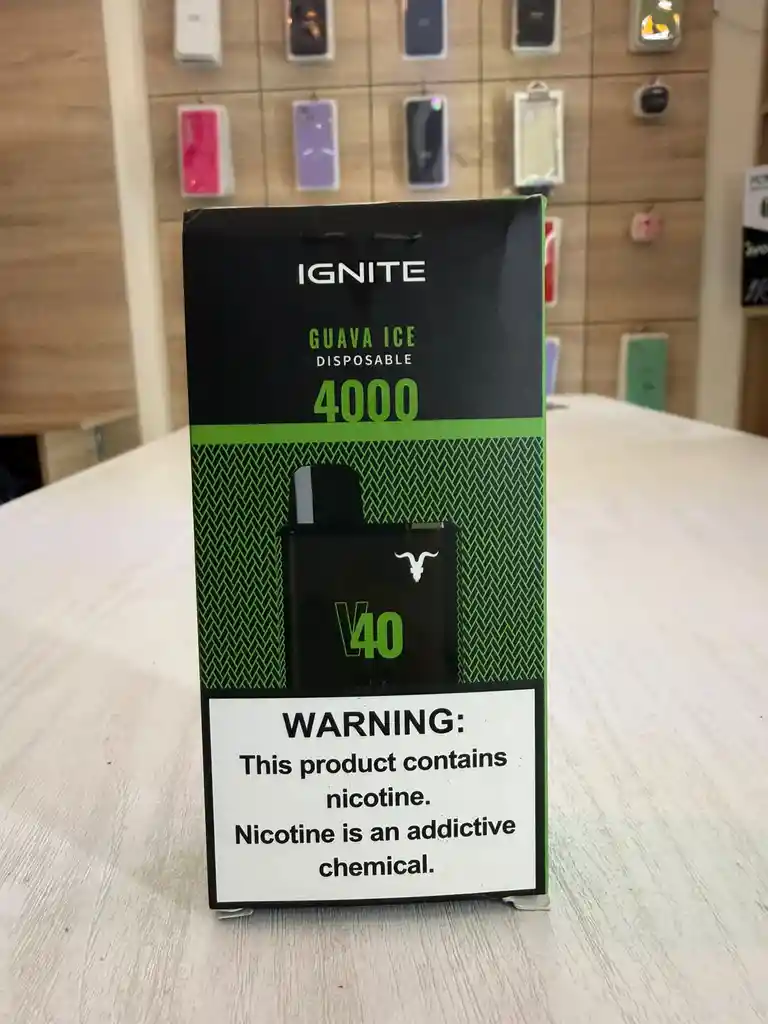 IGNITE
GUAVA ICE
DISPOSABLE
4000
V40
WARNING:
This product contains
nicotine.
Nicotine is an addictive
chemical.